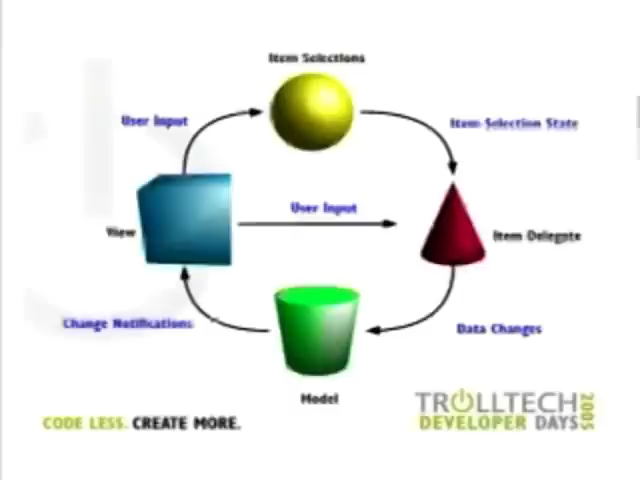 Item Selections
User Input
Item Selection State
User Input
View
Item Delegate
Change Notifications
Data Changes
Model
TROLLTECH 2005
CODE LESS. CREATE MORE.
DEVELOPER DAYS